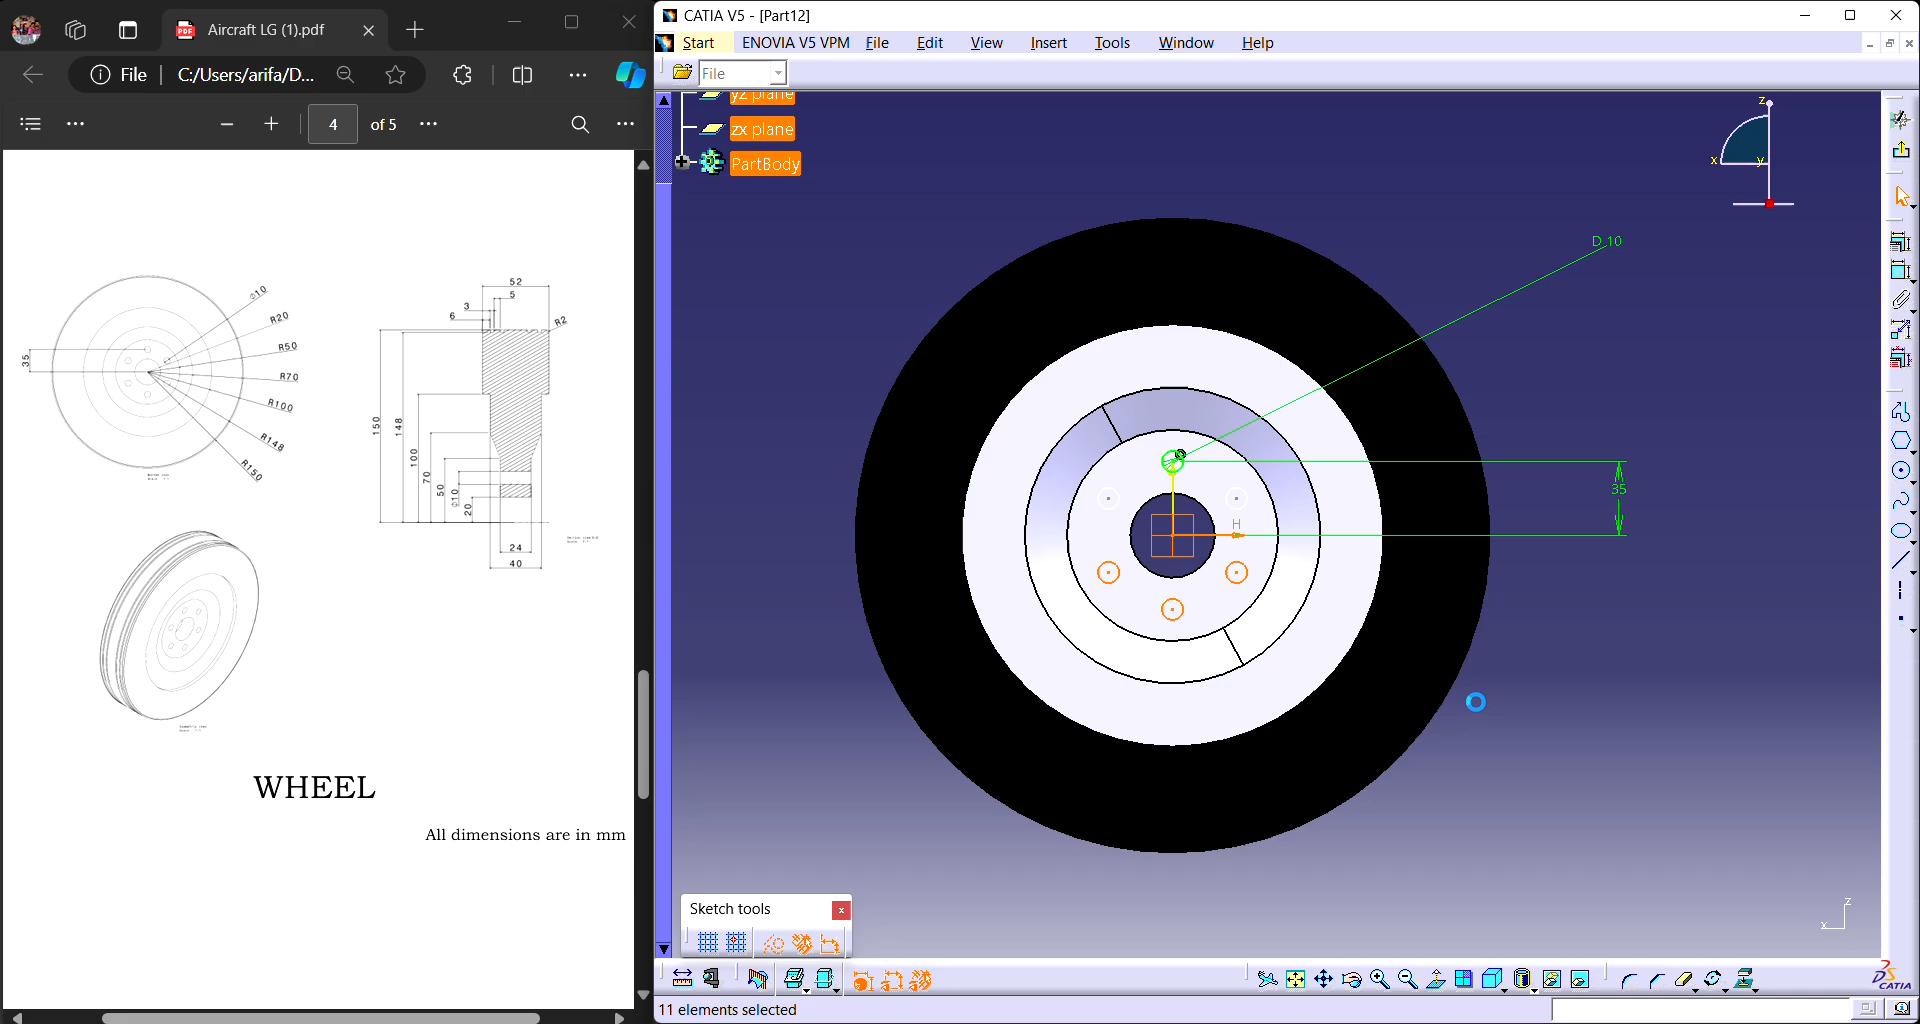 Aircraft LG (1).pdf
File
C:/Users/arifa/D...
4
of 5
35
Φ10
R20
R50
R70
R100
R148
R150
52
5
3
6
R2
150
148
100
70
50
Φ10
20
24
40
WHEEL
All dimensions are in mm
CATIA V5 - [Part12]
Start
ENOVIA V5 VPM
File
Edit
View
Insert
Tools
Window
Help
File
yz plane
zx plane
PartBody
z
x
y
D 10
35
H
z
x
Sketch tools
CATIA
11 elements selected